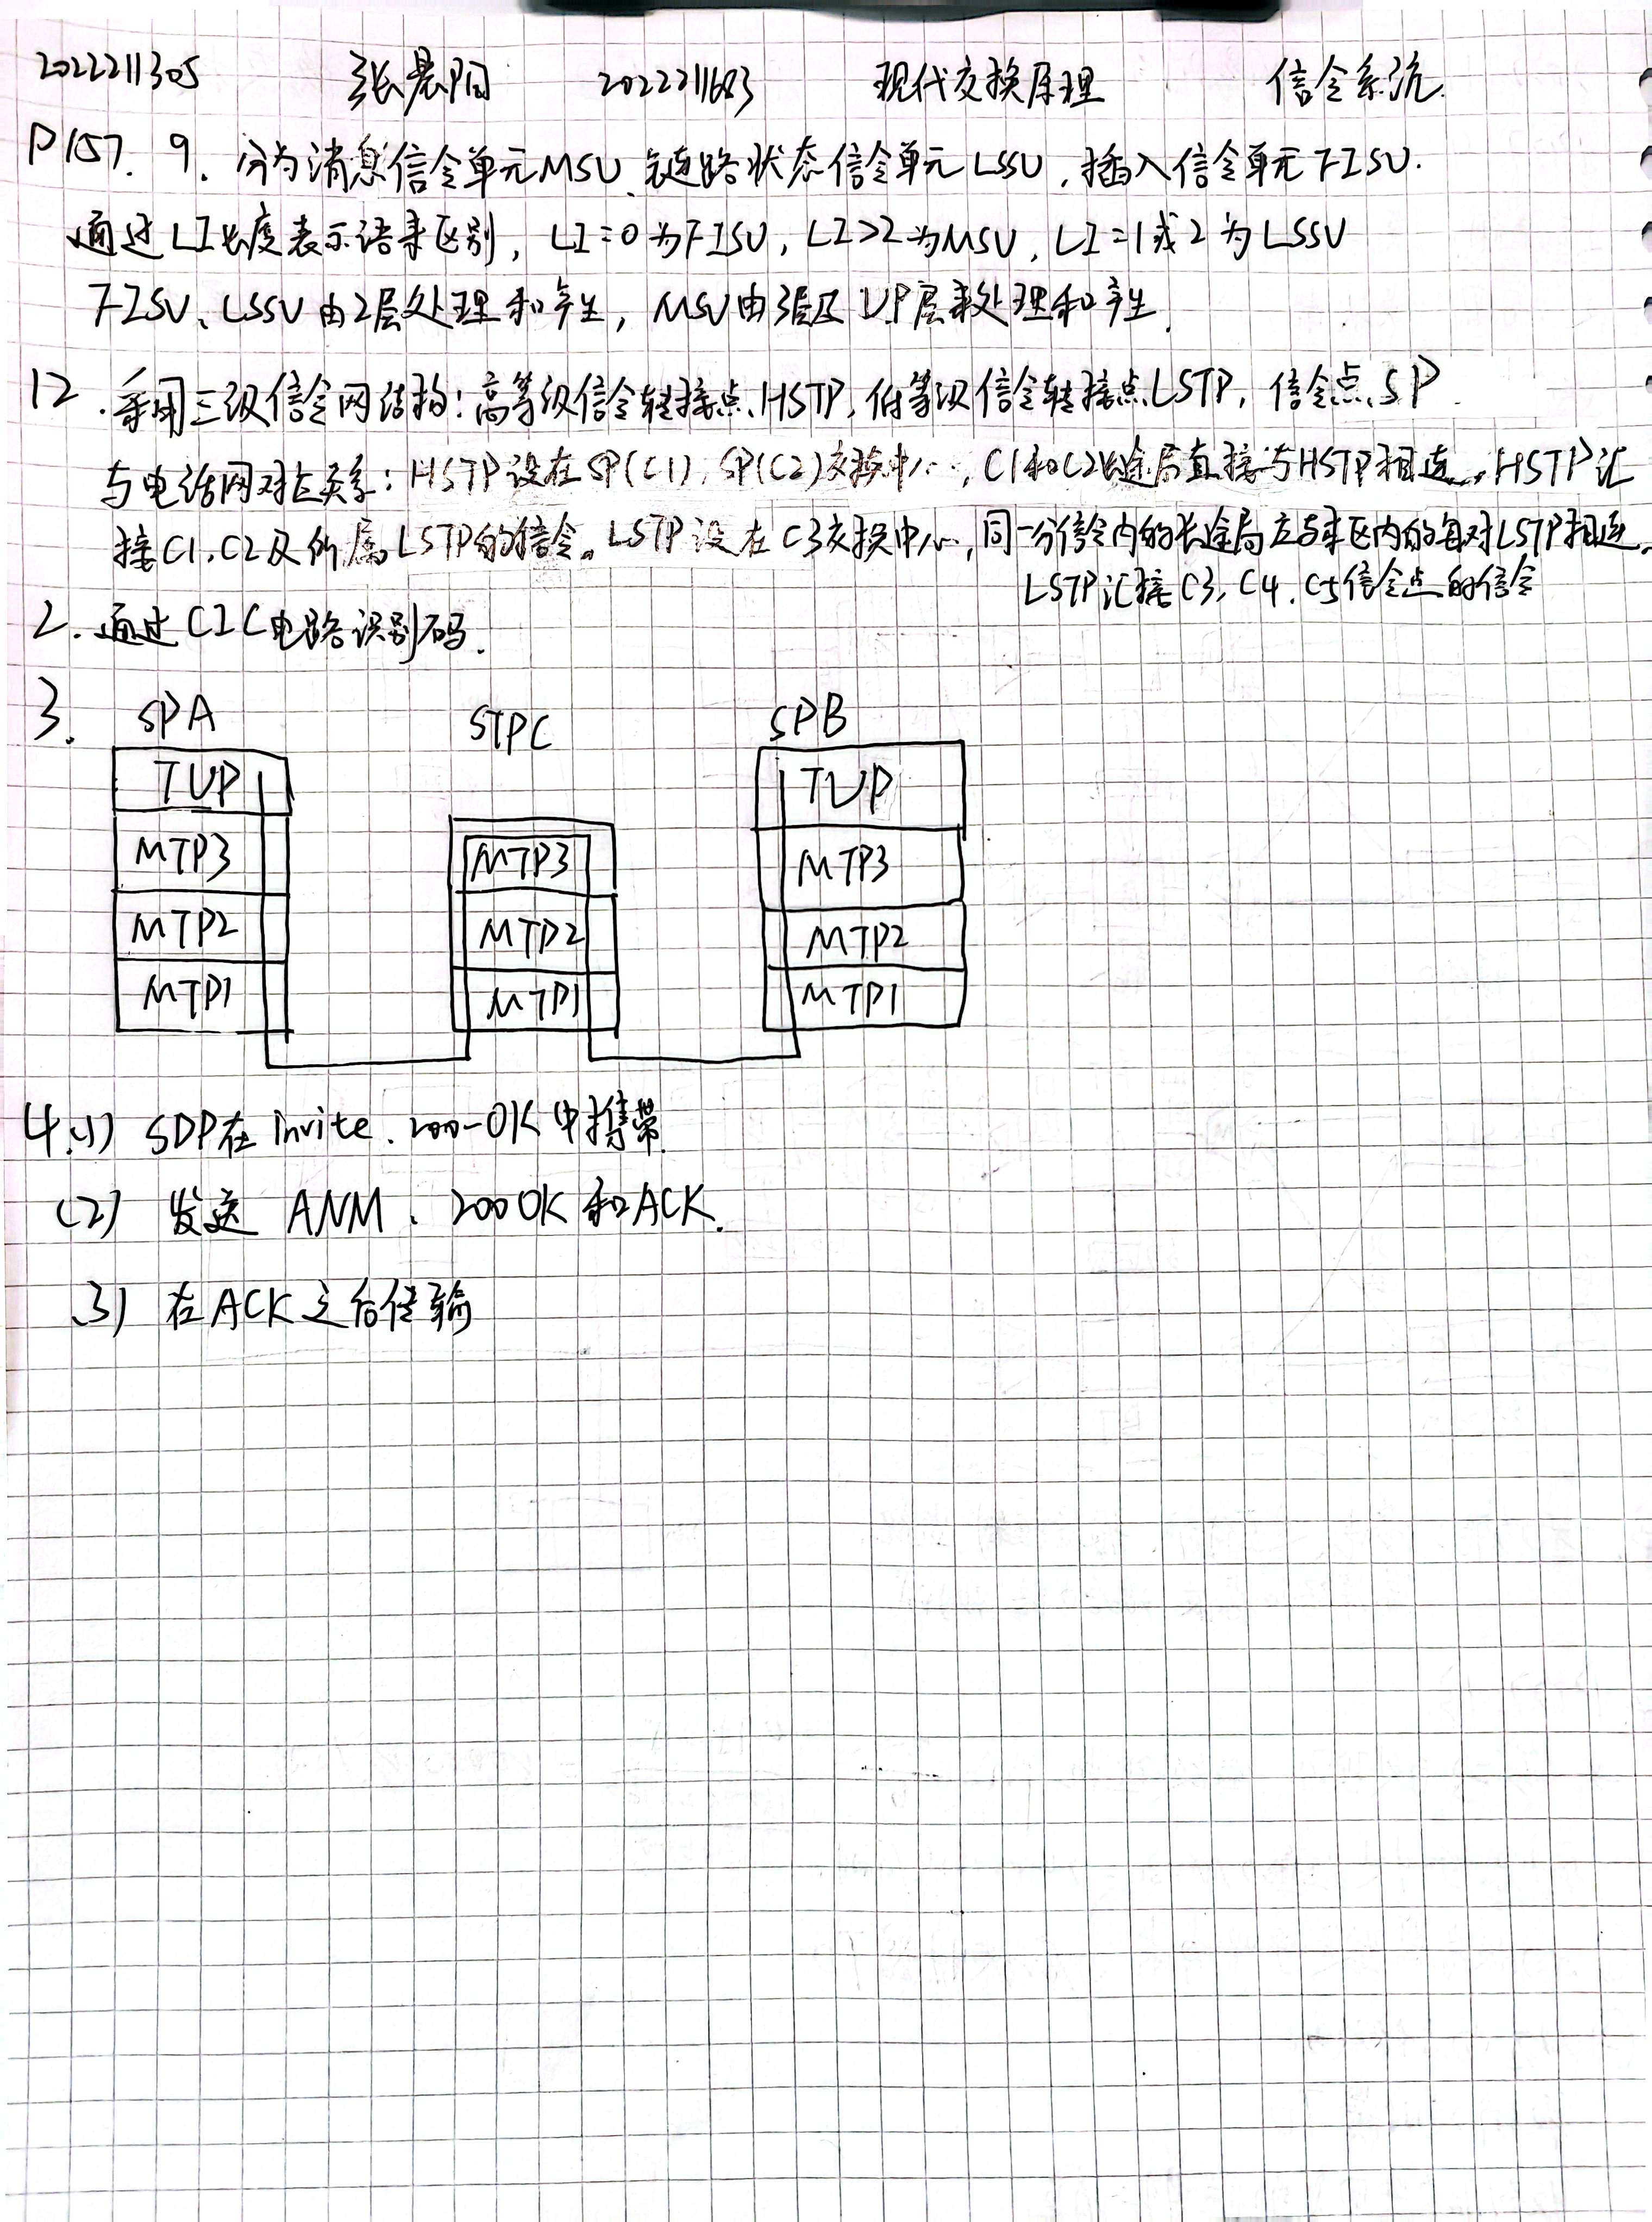 2022211305 张晨阳 2022211683 现代交换原理 信令系统.
P157. 9. 分为消息信令单元MSU、链路状态信令单元LSSU,插入信令单元FISU.
通过LI长度表示语来区别, LI=0为FISU, LI>2为MSU, LI=1或2为LSSU
FISU、LSSU由2层处理和产生, MSU由3层及UP层来处理和产生.
12. 采用三级信令网结构:高等级信令转接点HSTP,低等级信令转接点LSTP,信令点SP
与电话网对应关系: HSTP设在SP(C1), SP(C2)交换中心, C1和C2长途局直接与HSTP相连, HSTP汇
接C1、C2及所属LSTP的信令。LSTP设在C3交换中心,同一分信令内的长途局应与本区内的每对LSTP相连。
LSTP汇接C3, C4, C5信令点的信令
2. 通过CIC电路识别码.
3. SPA STPC SPB
TUP TUP
MTP3 MTP3 MTP3
MTP2 MTP2 MTP2
MTP1 MTP1 MTP1
4.(1) SDP在invite、200-OK中携带.
(2) 发送 ANM、200OK和ACK.
(3) 在ACK之后传输